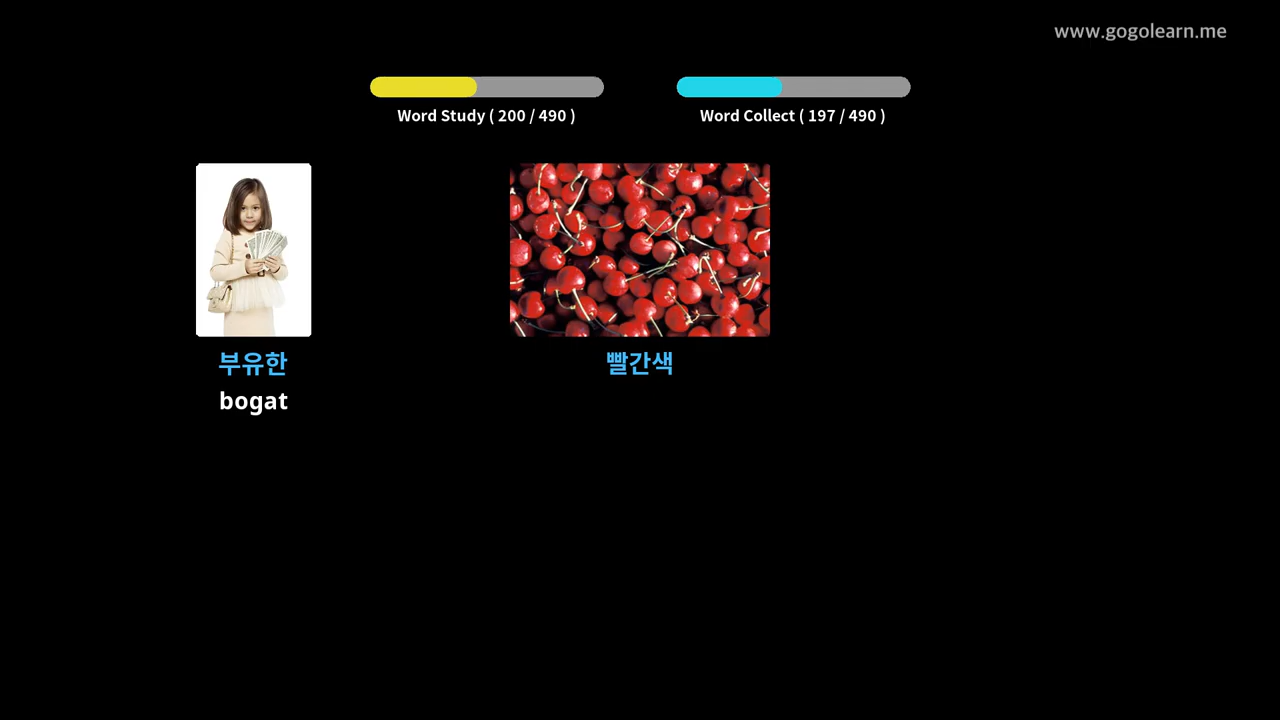 www.gogolearn.me
Word Study ( 200 / 490 )
Word Collect ( 197 / 490 )
부유한
빨간색
bogat